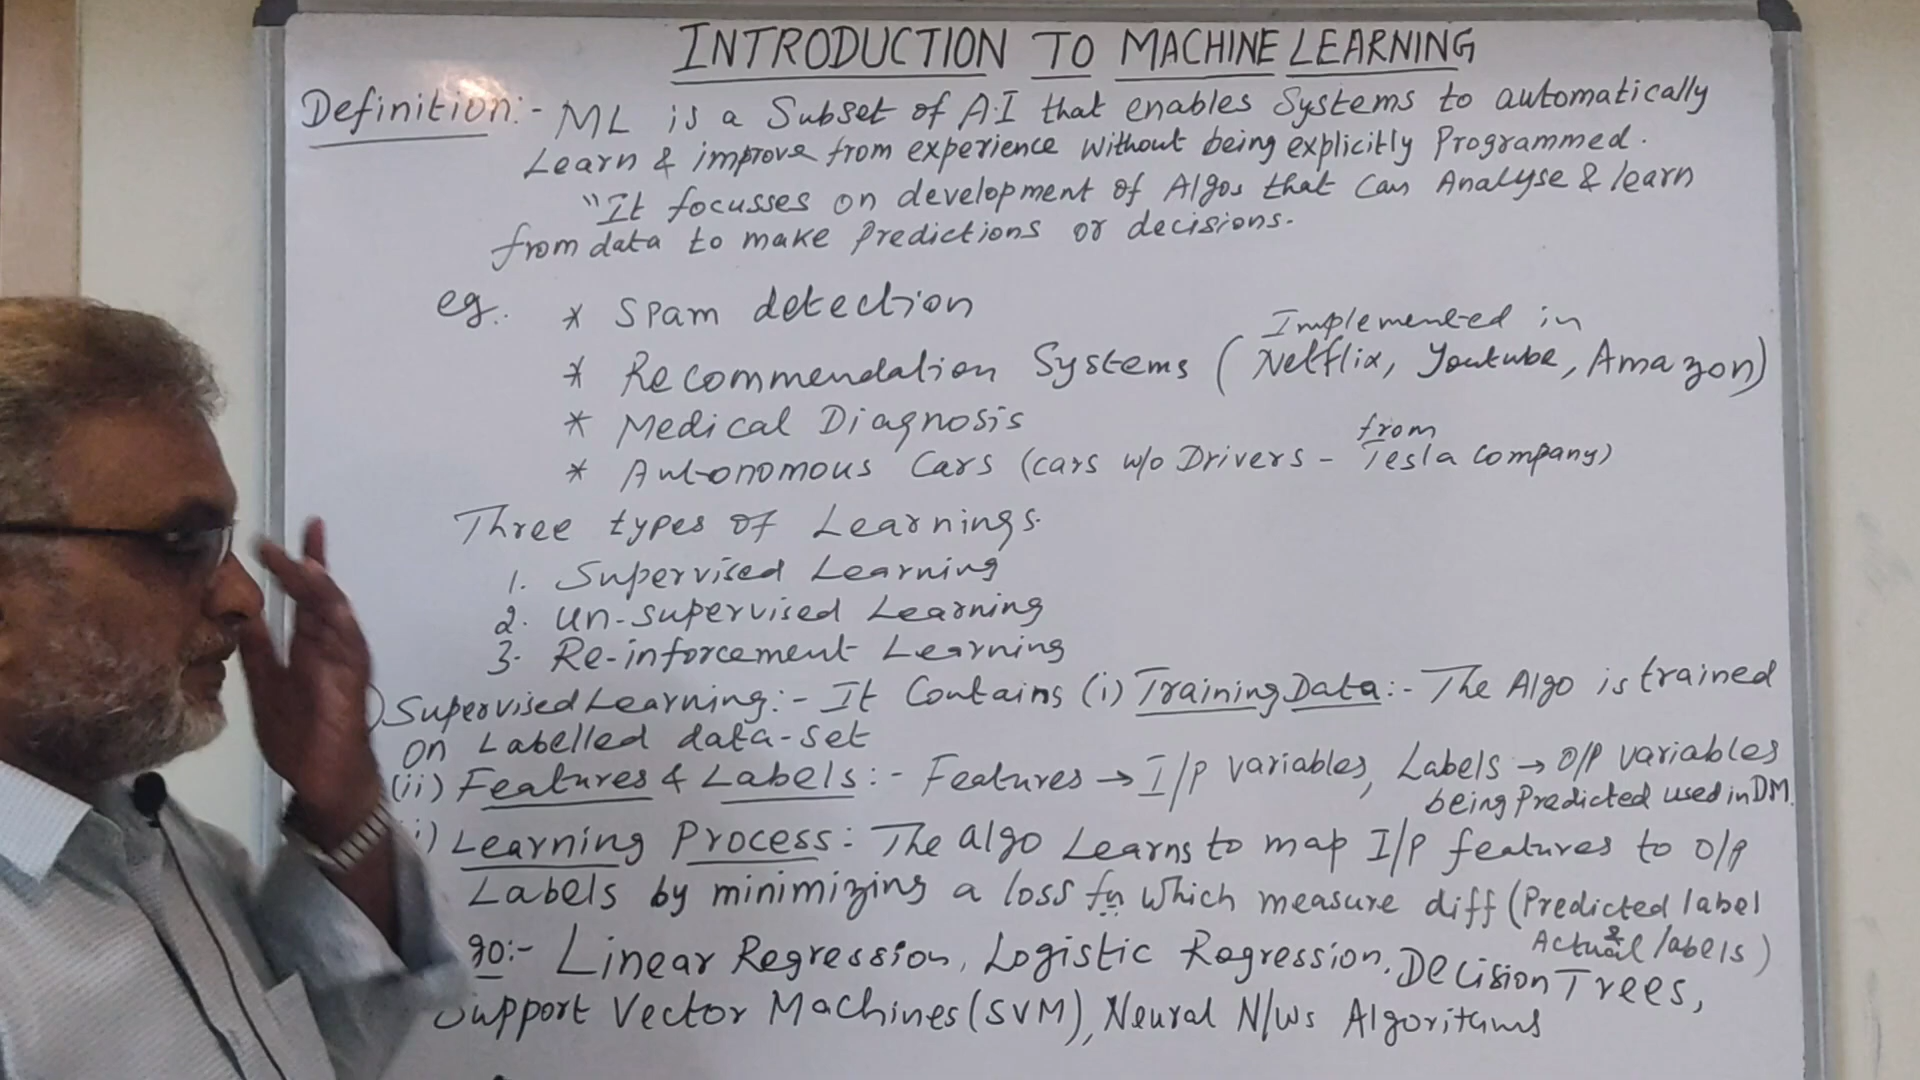 INTRODUCTION TO MACHINE LEARNING
Definition:- ML is a Subset of A.I that enables Systems to automatically
Learn & improve from experience without being explicitly Programmed.
"It focusses on development of Algos that Can Analyse & learn
from data to make Predictions or decisions.
eg.. * Spam detection
Implemented in
* Recommendation Systems (Netflix, Youtube, Amazon)
* Medical Diagnosis
from
* Autonomous Cars (cars w/o Drivers - Tesla company)
Three types of Learnings.
1. Supervised Learning
2. Un-supervised Learning
3. Re-inforcement Learning
) Supervised Learning:- It Contains (i) Training Data:- The Algo is trained
on Labelled data-set
(ii) Features & Labels:- Features → I/p variables, Labels → O/P variables
being Predicted used in DM.
i) Learning Process: The algo Learns to map I/p features to O/p
Labels by minimizing a loss fn which measure diff (Predicted label
& Actual labels)
go:- Linear Regression, Logistic Regression, Decision Trees,
Support Vector Machines (SVM), Neural N/ws Algorithms